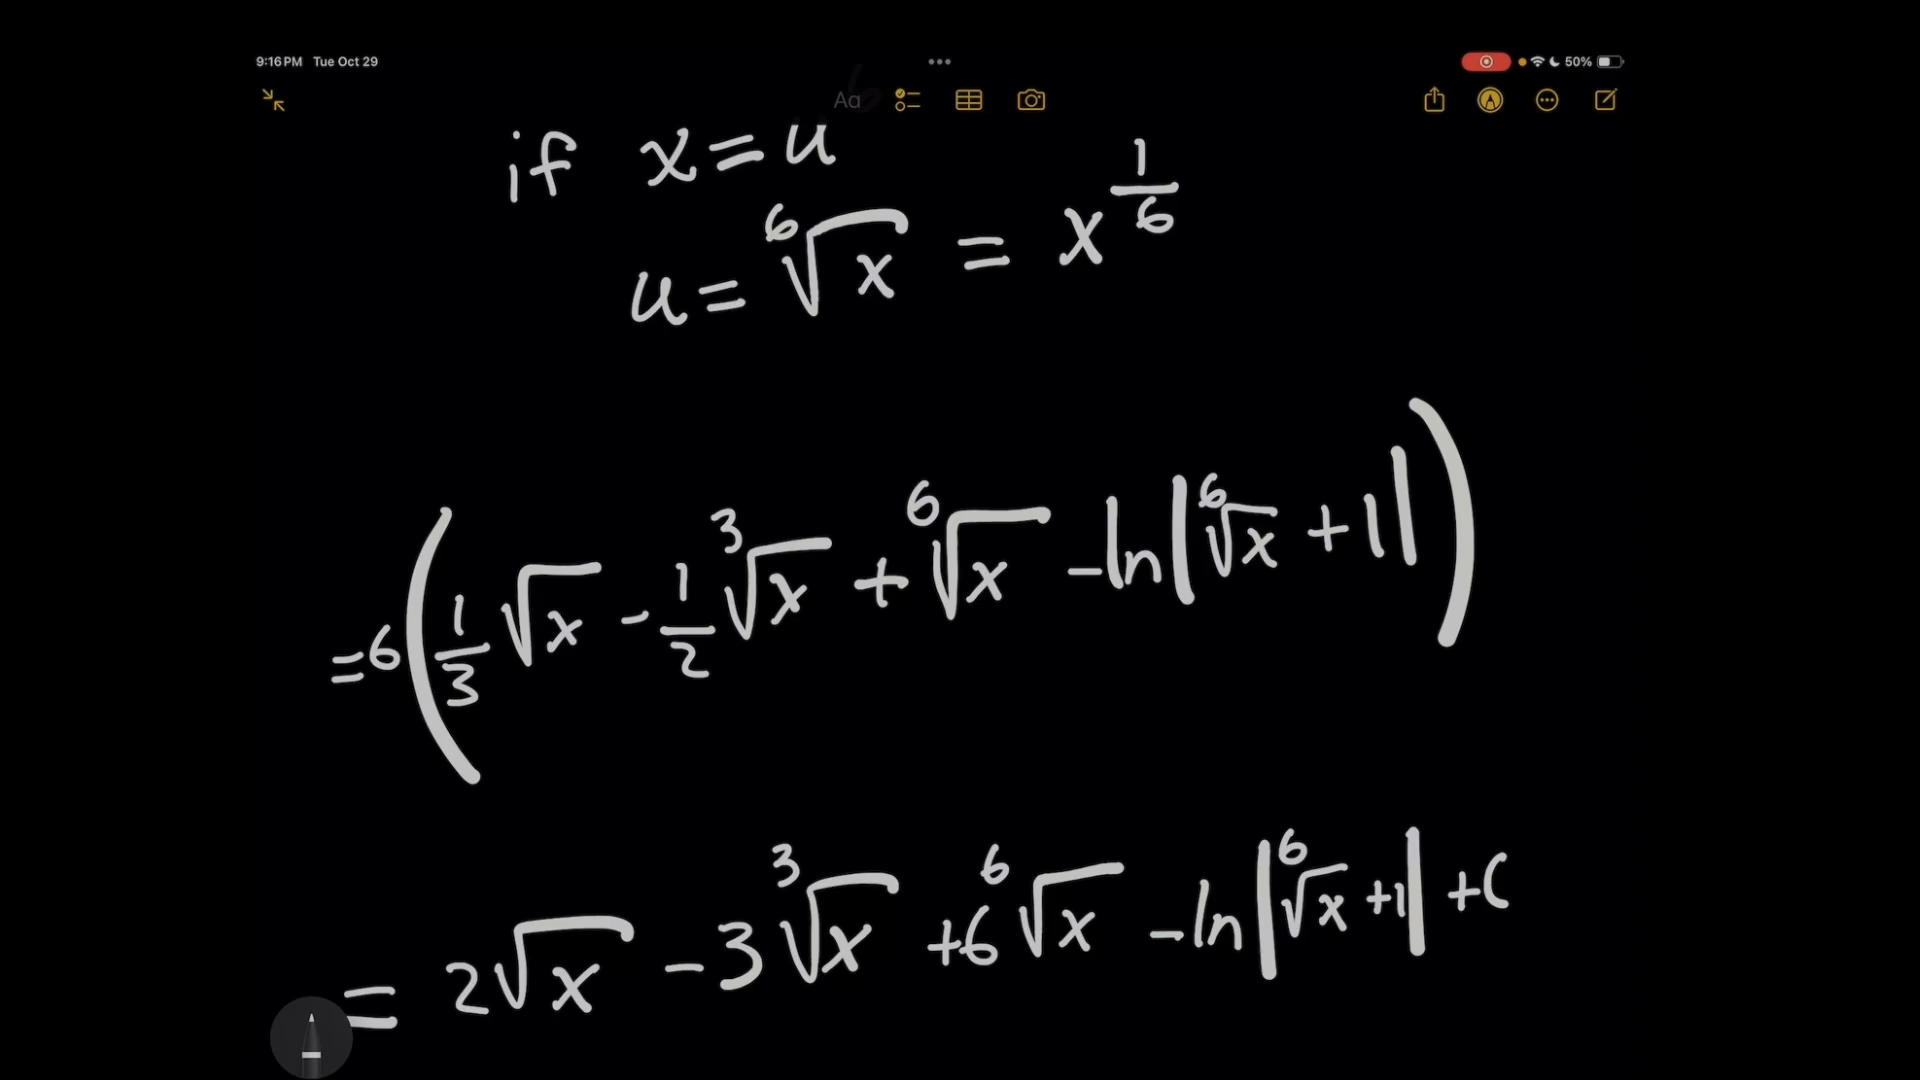 9:16 PM Tue Oct 29
50%
Aa
if x = u
u = ⁶√x = x^(1/6)
= 6(1/3 √x - 1/2 ³√x + ⁶√x - ln|⁶√x + 1|)
= 2√x - 3 ³√x + 6 ⁶√x - ln|⁶√x + 1| + C